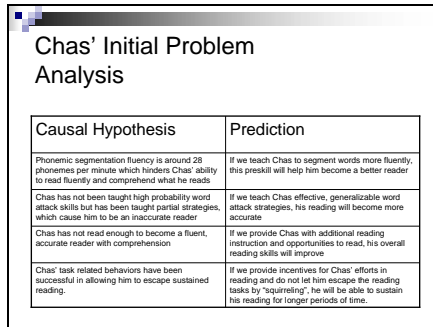 Chas' Initial Problem
Analysis
Causal Hypothesis
Prediction
Phonemic segmentation fluency is around 28
phonemes per minute which hinders Chas' ability
to read fluently and comprehend what he reads
If we teach Chas to segment words more fluently,
this preskill will help him become a better reader
Chas has not been taught high probability word
attack skills but has been taught partial strategies,
which cause him to be an inaccurate reader
If we teach Chas effective, generalizable word
attack strategies, his reading will become more
accurate
Chas has not read enough to become a fluent,
accurate reader with comprehension
If we provide Chas with additional reading
instruction and opportunities to read, his overall
reading skills will improve
Chas' task related behaviors have been
successful in allowing him to escape sustained
reading.
If we provide incentives for Chas' efforts in
reading and do not let him escape the reading
tasks by "squirreling", he will be able to sustain
his reading for longer periods of time.